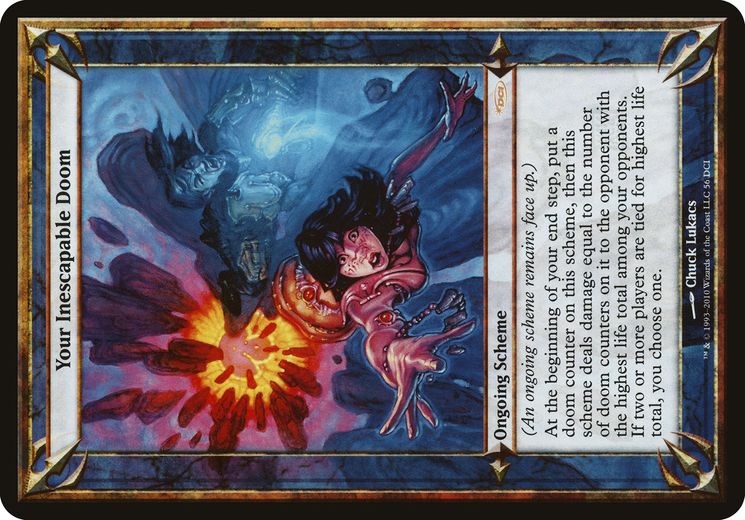 Your Inescapable Doom
DCI
Ongoing Scheme
(An ongoing scheme remains face up.)
At the beginning of your end step, put a
doom counter on this scheme, then this
scheme deals damage equal to the number
of doom counters on it to the opponent with
the highest life total among your opponents.
If two or more players are tied for highest life
total, you choose one.
Chuck Lukacs
™ & © 1993–2010 Wizards of the Coast LLC 56 DCI